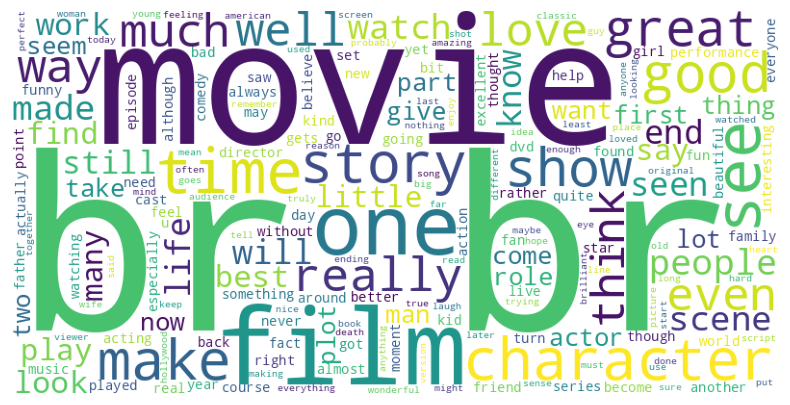 movie
br br
film
one
character
time
story
show
make
really
good
great
see
love
well
much
way
watch
work
seem
made
find
still
take
many
life
now
play
look
two
best
will
little
think
come
role
people
even
scene
lot
say
seen
end
want
first
thing
know
give
part
plot
man
actor
bad
funny
episode
although
always
saw
may
comedy
believe
set
yet
bit
new
kind
gets
go
going
last
nothing
director
reason
song
big
day
without
something
around
better
never
fact
right
back
acting
cast
need
mind
goes
often
mean
audience
feel
u
especially
watching
actually
father
together
point
music
played
real
year
course
viewer
wife
said
keep
hollywood
nice
true
laugh
book
death
making
everything
almost
got
moment
kid
anything
version
wonderful
might
later
friend
sense
series
turn
though
become
must
sure
another
put
done
use
world
script
start
picture
long
hard
old
heart
family
star
fan
hope
live
trying
line
brilliant
eye
maybe
quite
rather
different
enough
idea
dvd
found
fun
original
place
least
loved
watched
beautiful
interesting
everyone
performance
girl
help
anyone
looking
guy
probably
amazing
classic
screen
shot
used
american
feeling
young
woman
today
perfect
remember
enjoy
excellent
thought
action
read
far
truly
tell
ending